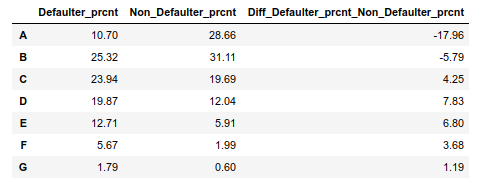 Defaulter_prcnt Non_Defaulter_prcnt Diff_Defaulter_prcnt_Non_Defaulter_prcnt
A 10.70 28.66 -17.96
B 25.32 31.11 -5.79
C 23.94 19.69 4.25
D 19.87 12.04 7.83
E 12.71 5.91 6.80
F 5.67 1.99 3.68
G 1.79 0.60 1.19